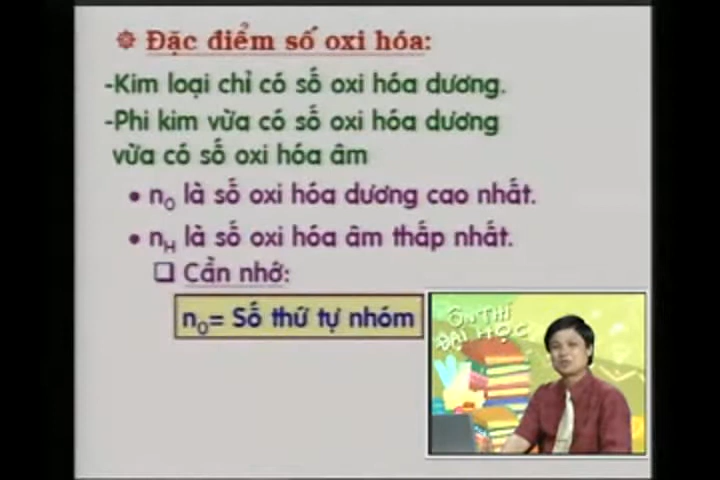 Đặc điểm số oxi hóa:
-Kim loại chỉ có số oxi hóa dương.
-Phi kim vừa có số oxi hóa dương
vừa có số oxi hóa âm
• nO là số oxi hóa dương cao nhất.
• nH là số oxi hóa âm thấp nhất.
❑ Cần nhớ:
nO= Số thứ tự nhóm
ÔN THI
ĐẠI HỌC